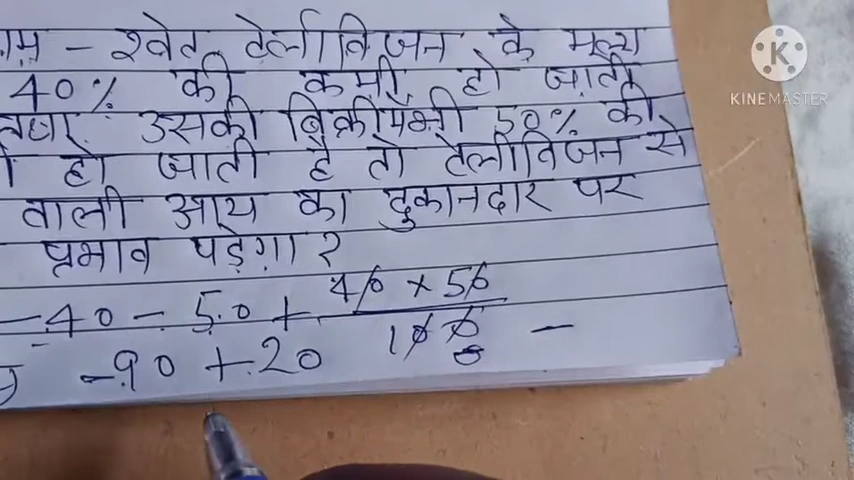 श्याम - श्वेत टेलीविजन के मूल्य
40% की कमी हो जाती
तथा उसकी बिक्री में भी 50% की
हो जाती है तो टेलीविजन से
वाली आय का दुकानदार पर
प्रभाव पड़ेगा?
-40 - 50 + 40 × 50 / 100 -
-90 + 20
K
KINEMASTER